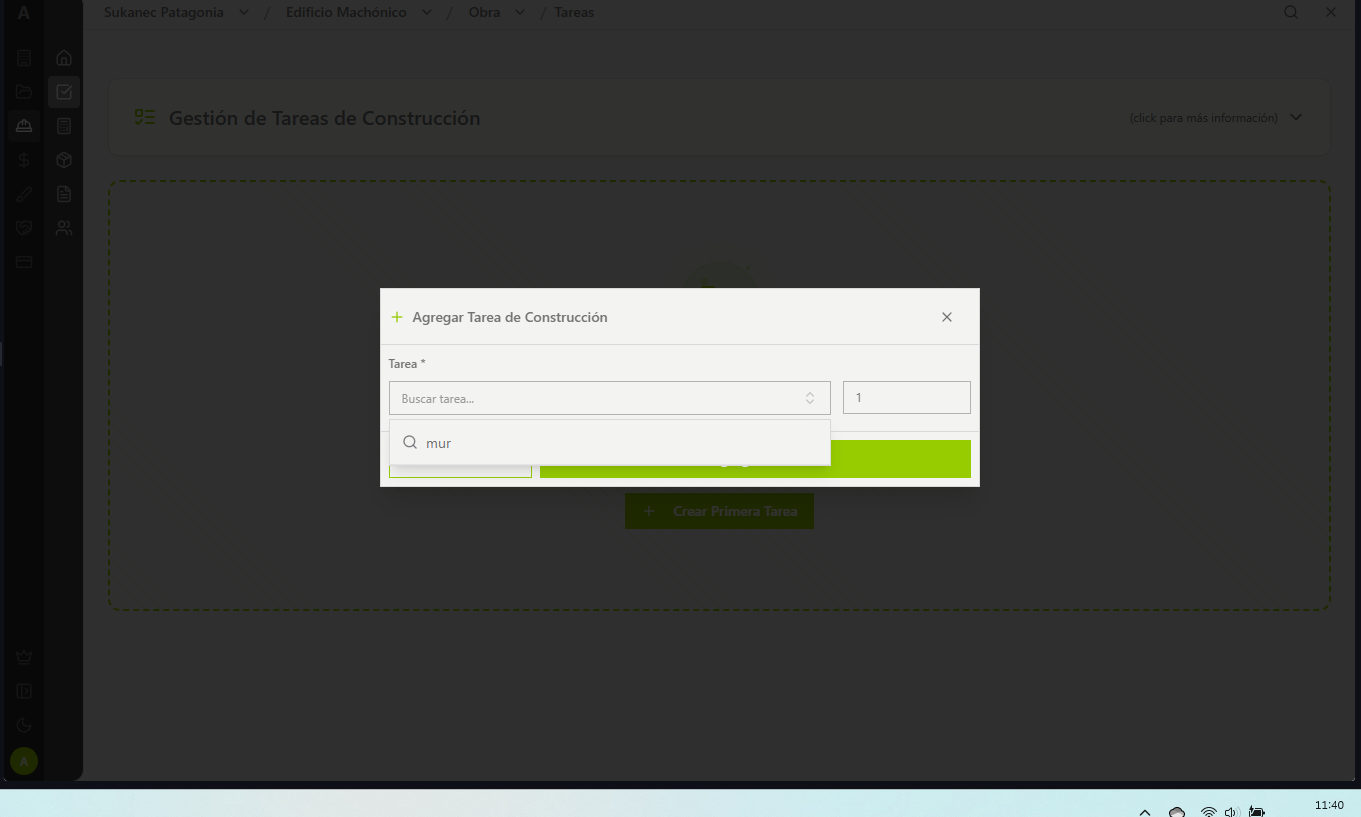 A
Sukanec Patagonia / Edificio Machónico / Obra / Tareas
Gestión de Tareas de Construcción
(click para más información)
Agregar Tarea de Construcción
Tarea *
Buscar tarea...
1
mur
Crear Primera Tarea
A
11:40